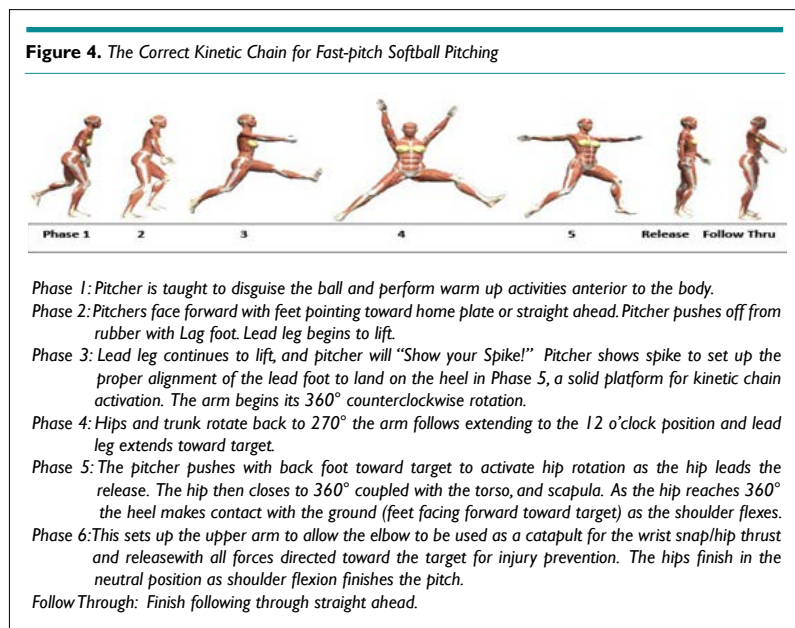 Figure 4. The Correct Kinetic Chain for Fast-pitch Softball Pitching
Phase 1 2 3 4 5 Release Follow Thru
Phase 1: Pitcher is taught to disguise the ball and perform warm up activities anterior to the body.
Phase 2: Pitchers face forward with feet pointing toward home plate or straight ahead. Pitcher pushes off from
rubber with Lag foot. Lead leg begins to lift.
Phase 3: Lead leg continues to lift, and pitcher will “Show your Spike!” Pitcher shows spike to set up the
proper alignment of the lead foot to land on the heel in Phase 5, a solid platform for kinetic chain
activation. The arm begins its 360° counterclockwise rotation.
Phase 4: Hips and trunk rotate back to 270° the arm follows extending to the 12 o’clock position and lead
leg extends toward target.
Phase 5: The pitcher pushes with back foot toward target to activate hip rotation as the hip leads the
release. The hip then closes to 360° coupled with the torso, and scapula. As the hip reaches 360°
the heel makes contact with the ground (feet facing forward toward target) as the shoulder flexes.
Phase 6: This sets up the upper arm to allow the elbow to be used as a catapult for the wrist snap/hip thrust
and releasewith all forces directed toward the target for injury prevention. The hips finish in the
neutral position as shoulder flexion finishes the pitch.
Follow Through: Finish following through straight ahead.